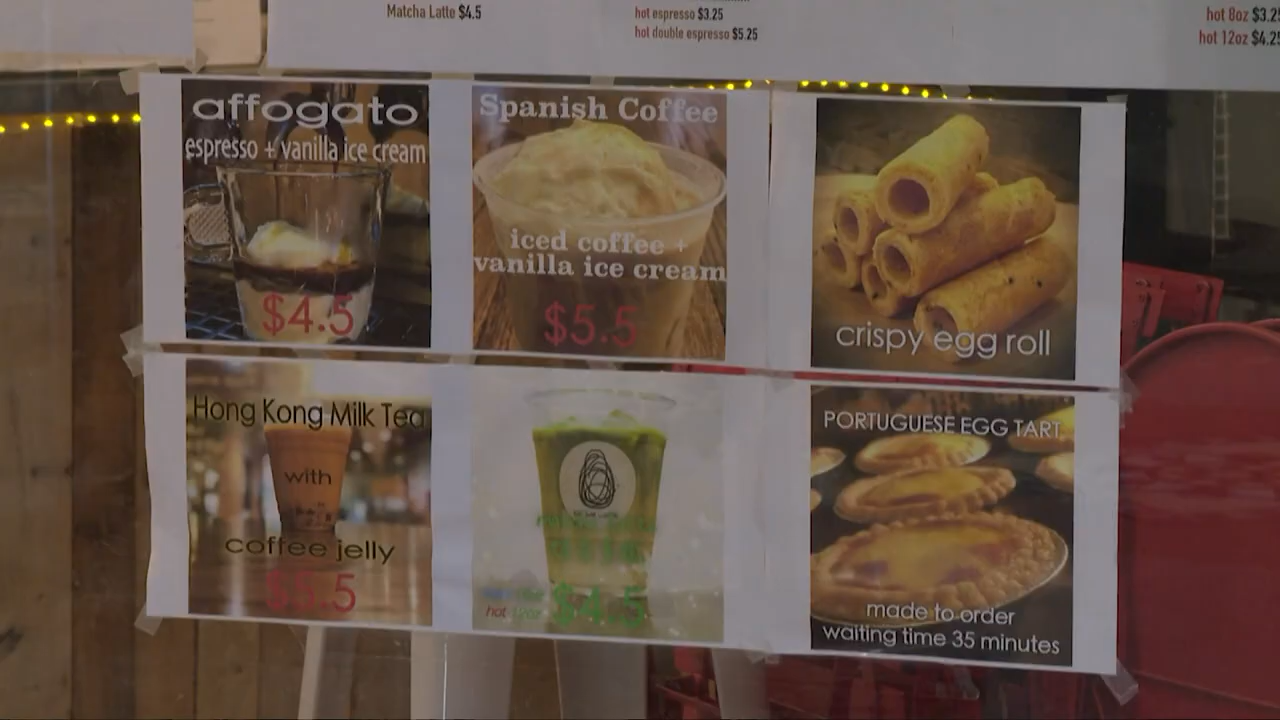 Matcha Latte $4.5
hot espresso $3.25
hot double espresso $5.25
hot 8oz $3.25
hot 12oz $4.25
affogato
espresso + vanilla ice cream
$4.5
Spanish Coffee
iced coffee +
vanilla ice cream
$5.5
crispy egg roll
Hong Kong Milk Tea
with
coffee jelly
$5.5
hot
$4.5
PORTUGUESE EGG TART
made to order
waiting time 35 minutes